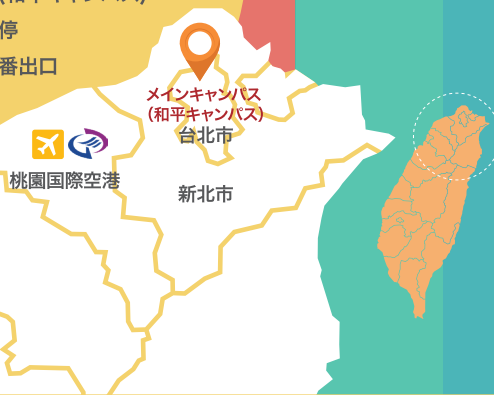 停
番出口
メインキャンパス
（和平キャンパス）
台北市
桃園国際空港
新北市